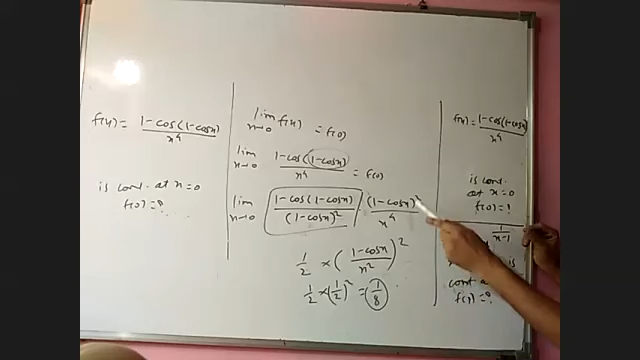 f(x) = 1-cos(1-cosx) / x⁴
is cont. at x=0
f(0)=?
lim x→0 f(x) = f(0)
lim x→0 1-cos(1-cosx) / x⁴ = f(0)
lim x→0 1-cos(1-cosx) / (1-cosx)² · (1-cosx)² / x⁴
1/2 × (1-cosx / x²)²
1/2 × (1/2)² = 1/8
f(x) = 1-cos(1-cosx) / x⁴
is cont.
at x=0
f(0)=?
1 / x-1
is
cont a
f( )=?